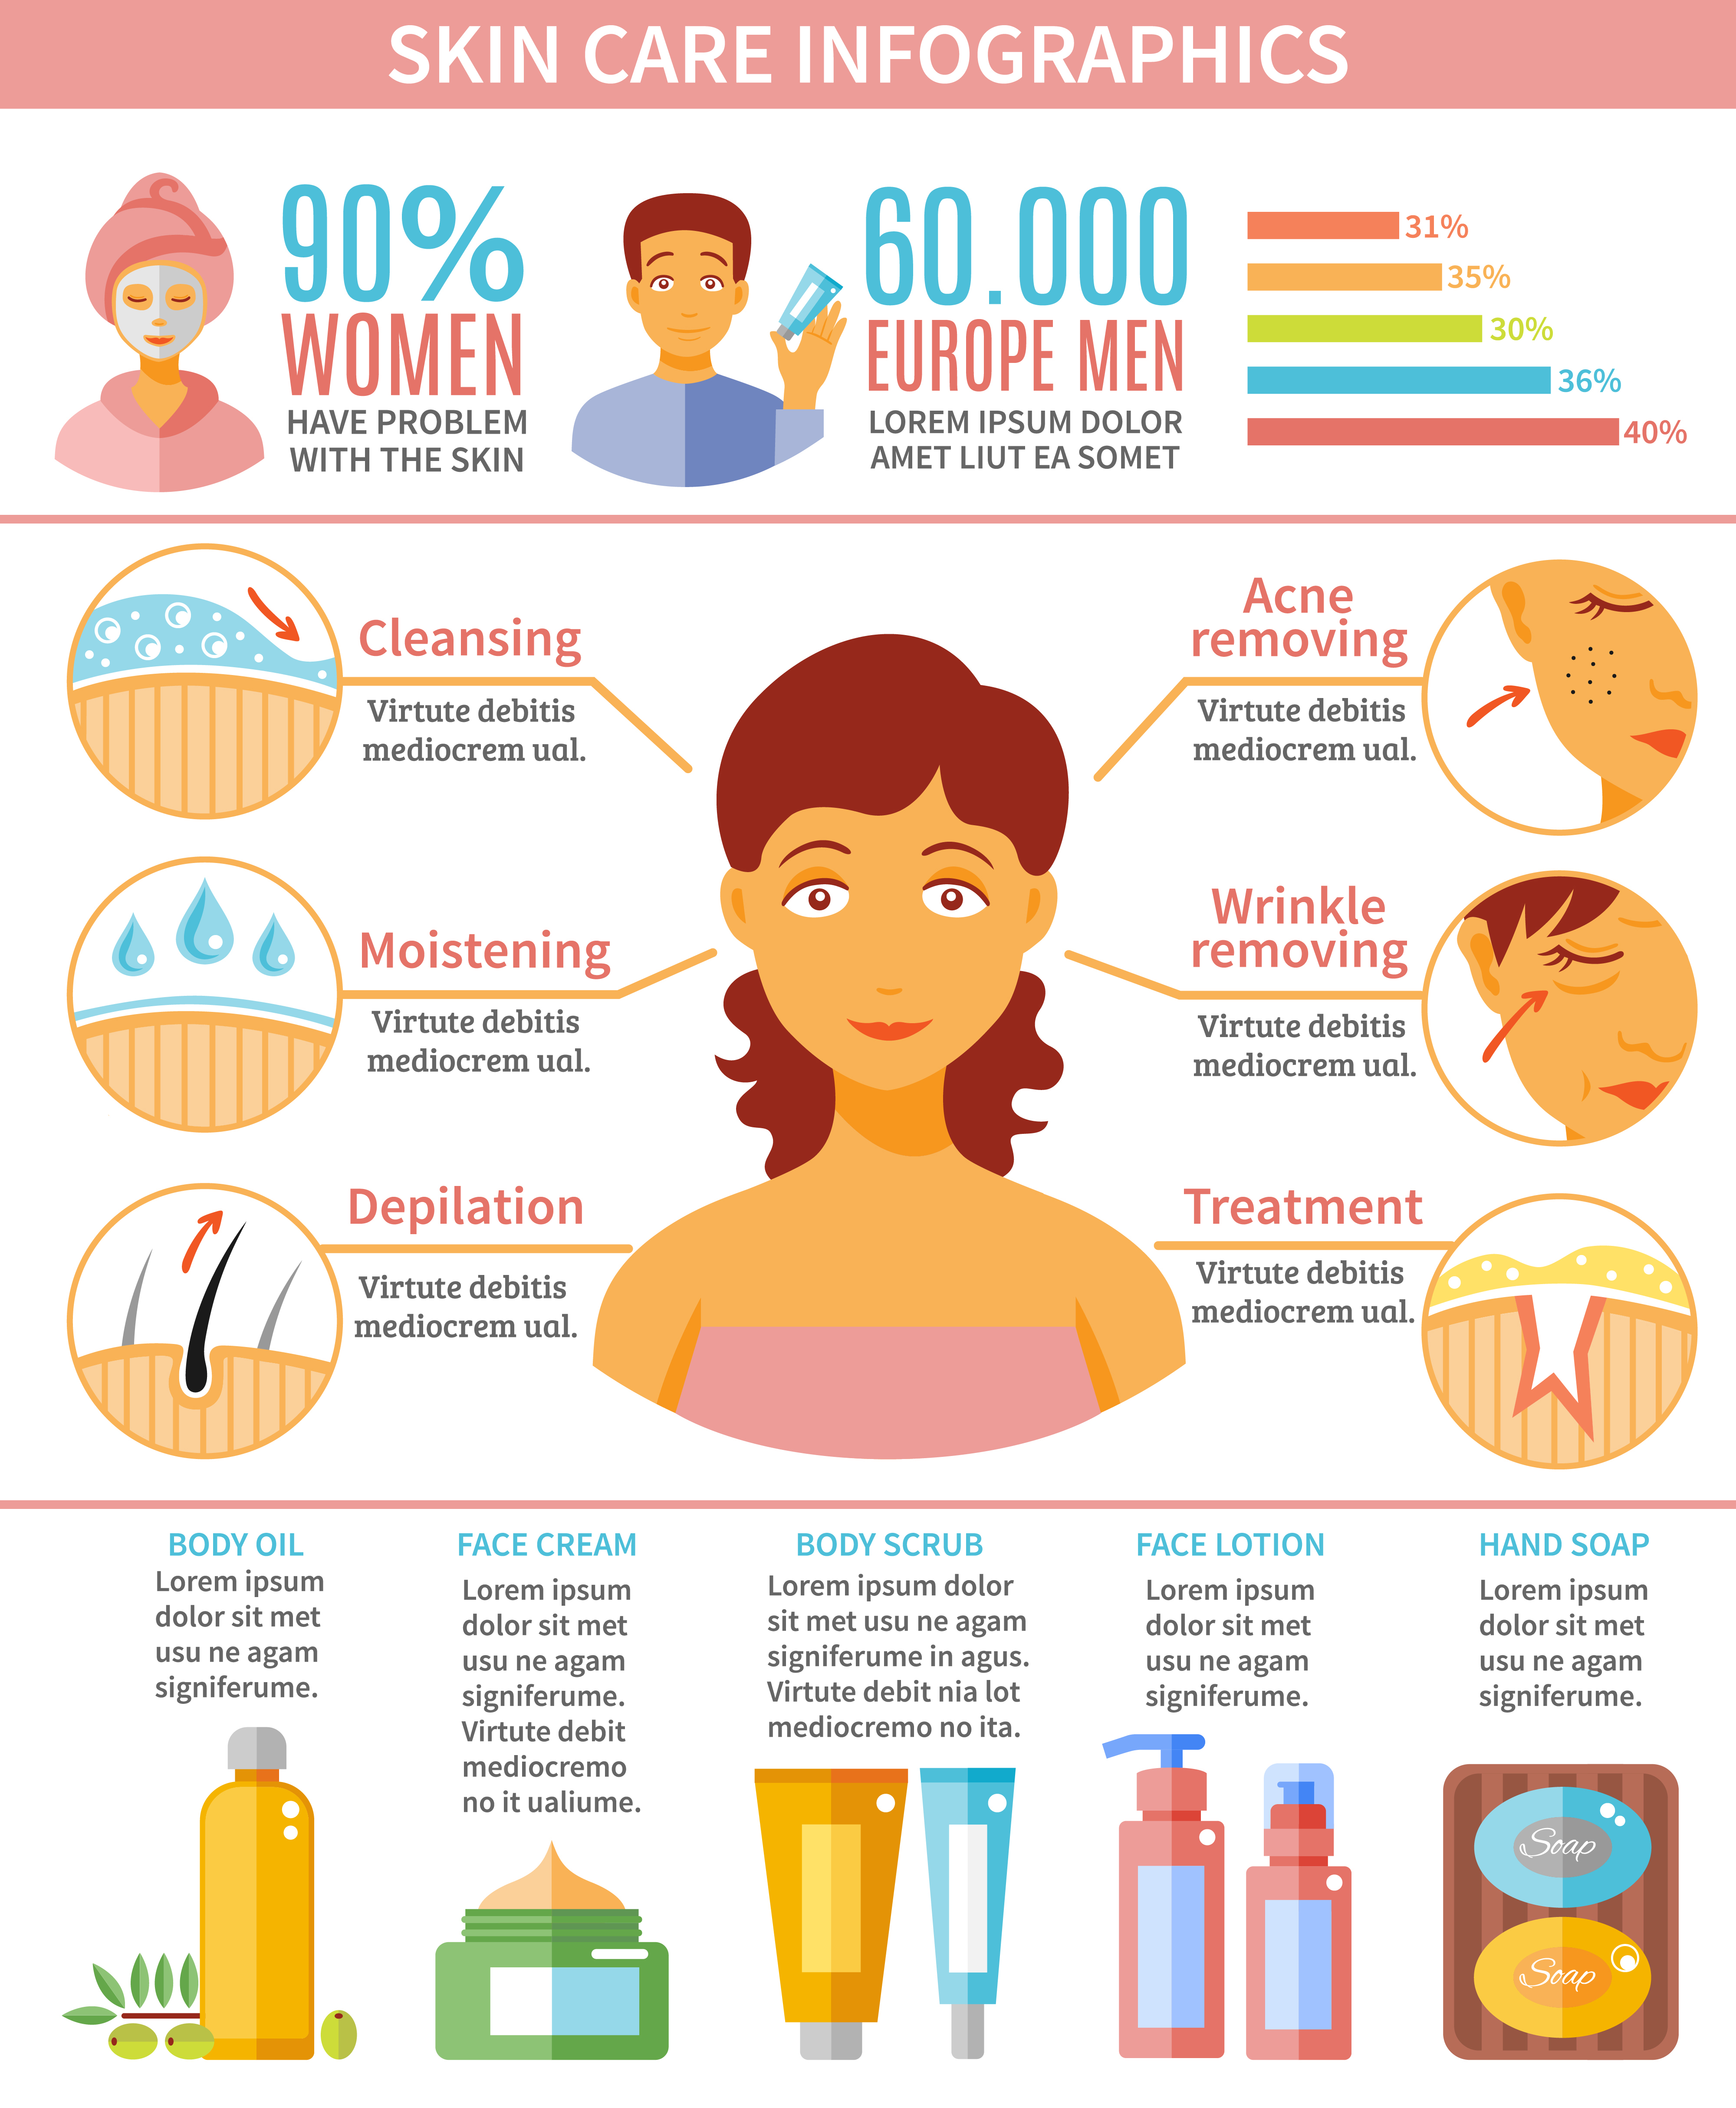 SKIN CARE INFOGRAPHICS
90%
WOMEN
HAVE PROBLEM
WITH THE SKIN
60.000
EUROPE MEN
LOREM IPSUM DOLOR
AMET LIUT EA SOMET
31%
35%
30%
36%
40%
Cleansing
Virtute debitis
mediocrem ual.
Acne
removing
Virtute debitis
mediocrem ual.
Moistening
Virtute debitis
mediocrem ual.
Wrinkle
removing
Virtute debitis
mediocrem ual.
Depilation
Virtute debitis
mediocrem ual.
Treatment
Virtute debitis
mediocrem ual.
BODY OIL
Lorem ipsum
dolor sit met
usu ne agam
signiferume.
FACE CREAM
Lorem ipsum
dolor sit met
usu ne agam
signiferume.
Virtute debit
mediocremo
no it ualiume.
BODY SCRUB
Lorem ipsum dolor
sit met usu ne agam
signiferume in agus.
Virtute debit nia lot
mediocremo no ita.
FACE LOTION
Lorem ipsum
dolor sit met
usu ne agam
signiferume.
HAND SOAP
Lorem ipsum
dolor sit met
usu ne agam
signiferume.
Soap
Soap